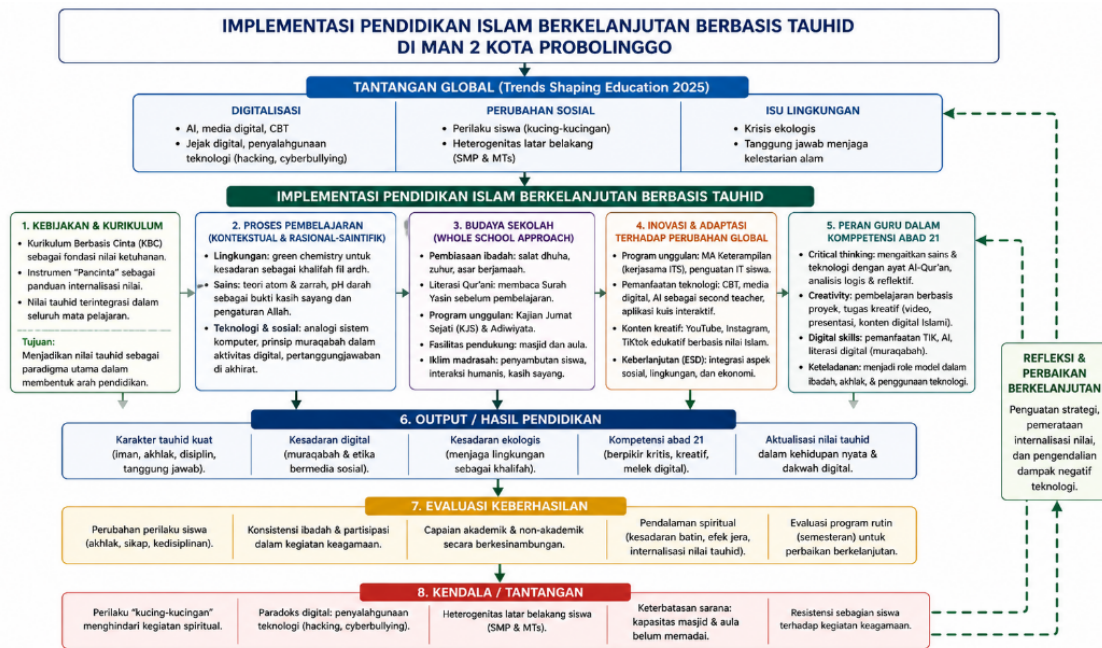 IMPLEMENTASI PENDIDIKAN ISLAM BERKELANJUTAN BERBASIS TAUHID
DI MAN 2 KOTA PROBOLINGGO
TANTANGAN GLOBAL (Trends Shaping Education 2025)
DIGITALISASI
• AI, media digital, CBT
• Jejak digital, penyalahgunaan
teknologi (hacking, cyberbullying)
PERUBAHAN SOSIAL
• Perilaku siswa (kucing-kucingan)
• Heterogenitas latar belakang
(SMP & MTs)
ISU LINGKUNGAN
• Krisis ekologis
• Tanggung jawab menjaga
kelestarian alam
IMPLEMENTASI PENDIDIKAN ISLAM BERKELANJUTAN BERBASIS TAUHID
1. KEBIJAKAN & KURIKULUM
• Kurikulum Berbasis Cinta (KBC)
sebagai fondasi nilai ketuhanan.
• Instrumen "Pancinta" sebagai
panduan internalisasi nilai.
• Nilai tauhid terintegrasi dalam
seluruh mata pelajaran.
Tujuan:
Menjadikan nilai tauhid sebagai
paradigma utama dalam
membentuk arah pendidikan.
2. PROSES PEMBELAJARAN
(KONTEKSTUAL & RASIONAL-SAINTIFIK)
• Lingkungan: green chemistry untuk
kesadaran sebagai khalifah fil ardh.
• Sains: teori atom & zarrah, pH darah
sebagai bukti kasih sayang dan
pengaturan Allah.
• Teknologi & sosial: analogi sistem
komputer, prinsip muraqabah dalam
aktivitas digital, pertanggungjawaban
di akhirat.
3. BUDAYA SEKOLAH
(WHOLE SCHOOL APPROACH)
• Pembiasaan ibadah: salat dhuha,
zuhur, asar berjamaah.
• Literasi Qur'ani: membaca Surah
Yasin sebelum pembelajaran.
• Program unggulan: Kajian Jumat
Sejati (KJS) & Adiwiyata.
• Fasilitas pendukung: masjid dan aula.
• Iklim madrasah: penyambutan siswa,
interaksi humanis, kasih sayang.
4. INOVASI & ADAPTASI
TERHADAP PERUBAHAN GLOBAL
• Program unggulan: MA Keterampilan
(kerjasama ITS), penguatan IT siswa.
• Pemanfaatan teknologi: CBT, media
digital, AI sebagai second teacher,
aplikasi kuis interaktif.
• Konten kreatif: YouTube, Instagram,
TiKtok edukatif berbasis nilai Islam.
• Keberlanjutan (ESD): integrasi aspek
sosial, lingkungan, dan ekonomi.
5. PERAN GURU DALAM
KOMPPETENSI ABAD 21
• Critical thinking: mengaitkan sains &
teknologi dengan ayat Al-Qur'an,
analisis logis & reflektif.
• Creativity: pembelajaran berbasis
proyek, tugas kreatif (video,
presentasi, konten digital Islami).
• Digital skills: pemanfaatan TIK, AI,
literasi digital (muraqabah).
• Keteladanan: menjadi role model dalam
ibadah, akhlak, & penggunaan teknologi.
REFLEKSI &
PERBAIKAN
BERKELANJUTAN
Penguatan strategi,
pemerataan
internalisasi nilai,
dan pengendalian
dampak negatif
teknologi.
6. OUTPUT / HASIL PENDIDIKAN
Karakter tauhid kuat
(iman, akhlak, disiplin,
tanggung jawab).
Kesadaran digital
(muraqabah & etika
bermedia sosial).
Kesadaran ekologis
(menjaga lingkungan
sebagai khalifah).
Kompetensi abad 21
(berpikir kritis, kreatif,
melek digital).
Aktualisasi nilai tauhid
dalam kehidupan nyata &
dakwah digital.
7. EVALUASI KEBERHASILAN
Perubahan perilaku siswa
(akhlak, sikap, kedisiplinan).
Konsistensi ibadah & partisipasi
dalam kegiatan keagamaan.
Capaian akademik & non-akademik
secara berkesinambungan.
Pendalaman spiritual
(kesadaran batin, efek jera,
internalisasi nilai tauhid).
Evaluasi program rutin
(semesteran) untuk
perbaikan berkelanjutan.
8. KENDALA / TANTANGAN
Perilaku "kucing-kucingan"
menghindari kegiatan spiritual.
Paradoks digital: penyalahgunaan
teknologi (hacking, cyberbullying).
Heterogenitas latar belakang siswa
(SMP & MTs).
Keterbatasan sarana:
kapasitas masjid & aula
belum memadai.
Resistensi sebagian siswa
terhadap kegiatan keagamaan.